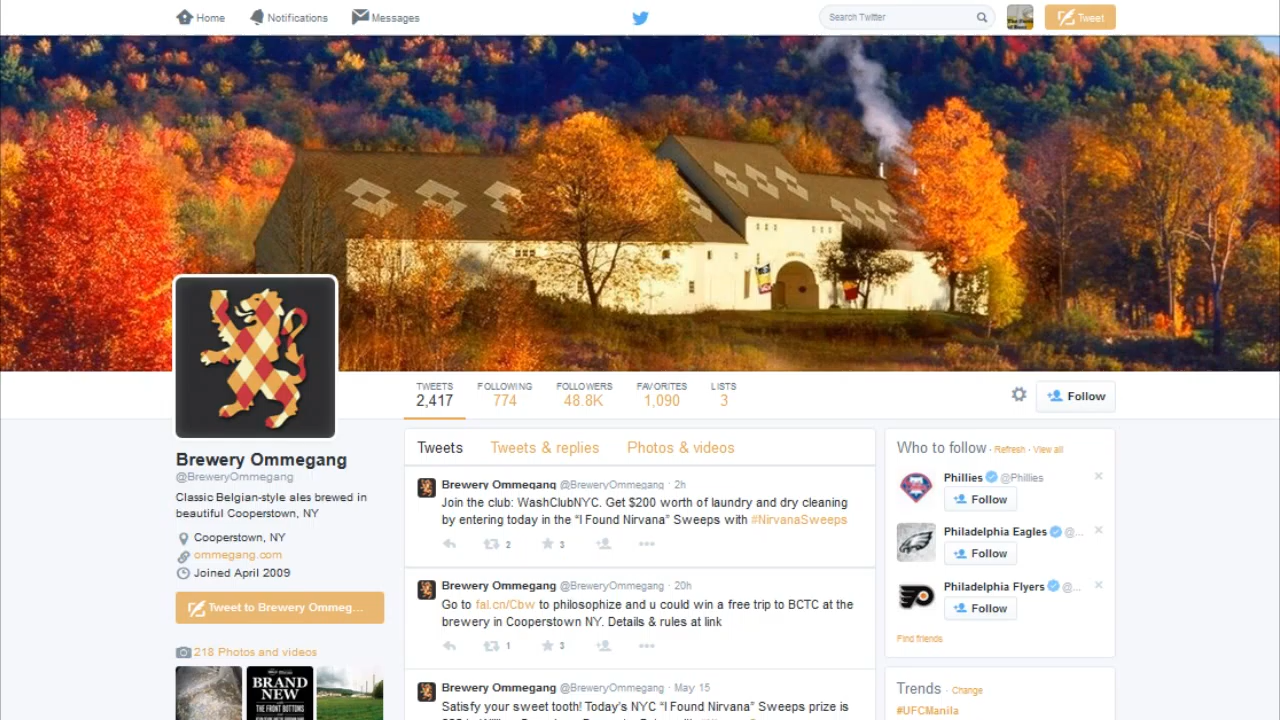 Home
Notifications
Messages
Search Twitter
Tweet
TWEETS
2,417
FOLLOWING
774
FOLLOWERS
48.8K
FAVORITES
1,090
LISTS
3
Follow
Brewery Ommegang
@BreweryOmmegang
Classic Belgian-style ales brewed in
beautiful Cooperstown, NY
Cooperstown, NY
ommegang.com
Joined April 2009
Tweet to Brewery Ommeg...
218 Photos and videos
BRAND
NEW
THE FRONT
BOTTOMS
Tweets
Tweets & replies
Photos & videos
Brewery Ommegang @BreweryOmmegang · 2h
Join the club: WashClubNYC. Get $200 worth of laundry and dry cleaning
by entering today in the “I Found Nirvana” Sweeps with #NirvanaSweeps
2
3
Brewery Ommegang @BreweryOmmegang · 20h
Go to fal.cn/Cbw to philosophize and u could win a free trip to BCTC at the
brewery in Cooperstown NY. Details & rules at link
1
3
Brewery Ommegang @BreweryOmmegang · May 15
Satisfy your sweet tooth! Today's NYC “I Found Nirvana” Sweeps prize is
Who to follow · Refresh · View all
Phillies @Phillies
Follow
Philadelphia Eagles @...
Follow
Philadelphia Flyers @...
Follow
Find friends
Trends · Change
#UFCManila